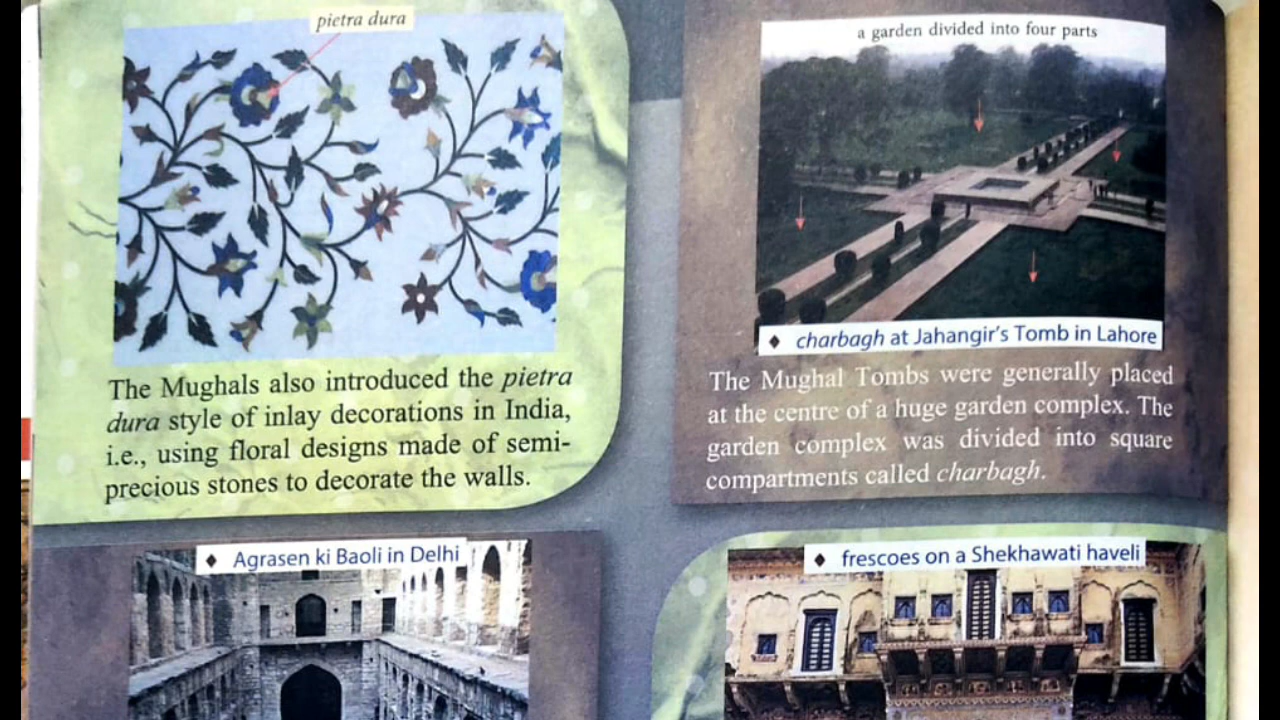 pietra dura
The Mughals also introduced the pietra
dura style of inlay decorations in India,
i.e., using floral designs made of semi-
precious stones to decorate the walls.
a garden divided into four parts
♦ charbagh at Jahangir's Tomb in Lahore
The Mughal Tombs were generally placed
at the centre of a huge garden complex. The
garden complex was divided into square
compartments called charbagh.
♦ Agrasen ki Baoli in Delhi
♦ frescoes on a Shekhawati haveli